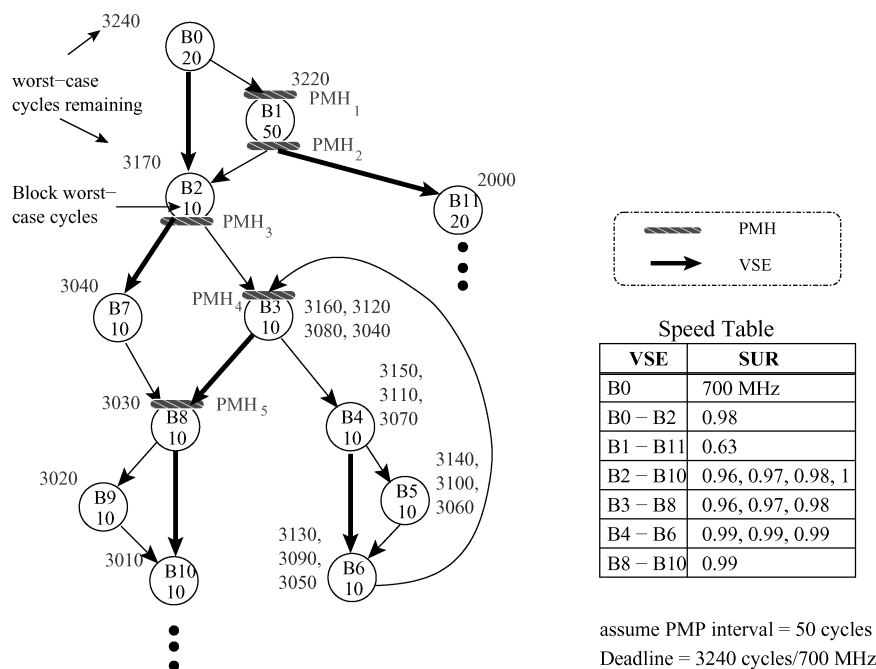 3240
B0
20
worst−case
cycles remaining
3220
PMH1
B1
50
PMH2
3170
Block worst−
case cycles
B2
10
PMH3
2000
B11
20
PMH
VSE
3040
B7
10
PMH4
B3
10
3160, 3120
3080, 3040
3150,
3110,
3070
3030
PMH5
B8
10
B4
10
3140,
3100,
3060
3020
B9
10
B5
10
3130,
3090,
3050
3010
B10
10
B6
10
Speed Table
VSE SUR
B0 700 MHz
B0 − B2 0.98
B1 − B11 0.63
B2 − B10 0.96, 0.97, 0.98, 1
B3 − B8 0.96, 0.97, 0.98
B4 − B6 0.99, 0.99, 0.99
B8 − B10 0.99
assume PMP interval = 50 cycles
Deadline = 3240 cycles/700 MHz